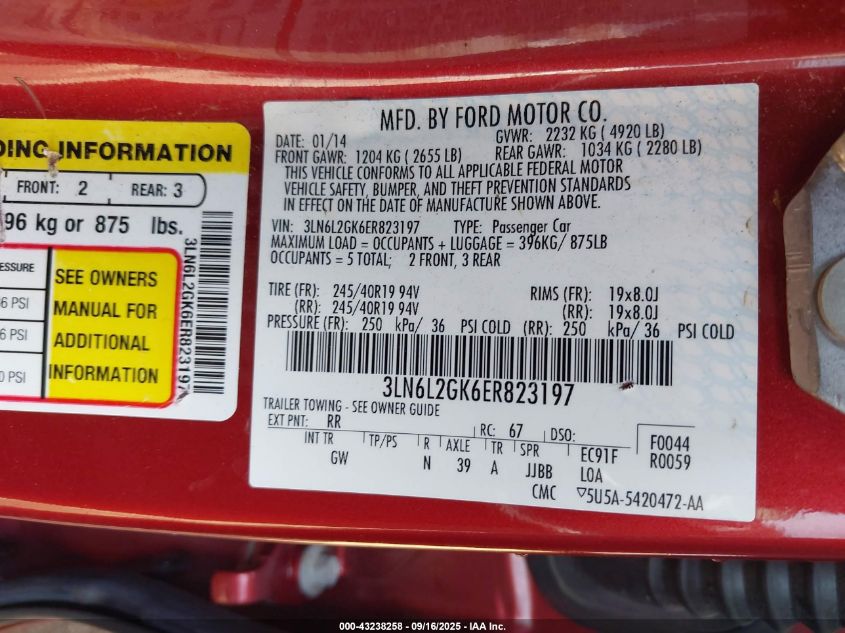 DING INFORMATION
FRONT: 2 REAR: 3
96 kg or 875 lbs.
SEE OWNERS
MANUAL FOR
ADDITIONAL
INFORMATION
6 PSI
6 PSI
0 PSI
3LN6L2GK6ER823197
MFD. BY FORD MOTOR CO.
DATE: 01/14 GVWR: 2232 KG ( 4920 LB)
FRONT GAWR: 1204 KG ( 2655 LB) REAR GAWR: 1034 KG ( 2280 LB)
THIS VEHICLE CONFORMS TO ALL APPLICABLE FEDERAL MOTOR
VEHICLE SAFETY, BUMPER, AND THEFT PREVENTION STANDARDS
IN EFFECT ON THE DATE OF MANUFACTURE SHOWN ABOVE.
VIN: 3LN6L2GK6ER823197 TYPE: Passenger Car
MAXIMUM LOAD = OCCUPANTS + LUGGAGE = 396KG/ 875LB
OCCUPANTS = 5 TOTAL; 2 FRONT, 3 REAR
TIRE (FR): 245/40R19 94V RIMS (FR): 19x8.0J
(RR): 245/40R19 94V (RR): 19x8.0J
PRESSURE (FR): 250 kPa/ 36 PSI COLD (RR): 250 kPa/ 36 PSI COLD
3LN6L2GK6ER823197
TRAILER TOWING - SEE OWNER GUIDE
EXT PNT: RR RC: 67 DSO: F0044
INT TR TP/PS R AXLE TR SPR EC91F R0059
GW N 39 A JJBB LOA
CMC ▽5U5A-5420472-AA
000-43238258 - 09/16/2025 - IAA Inc.